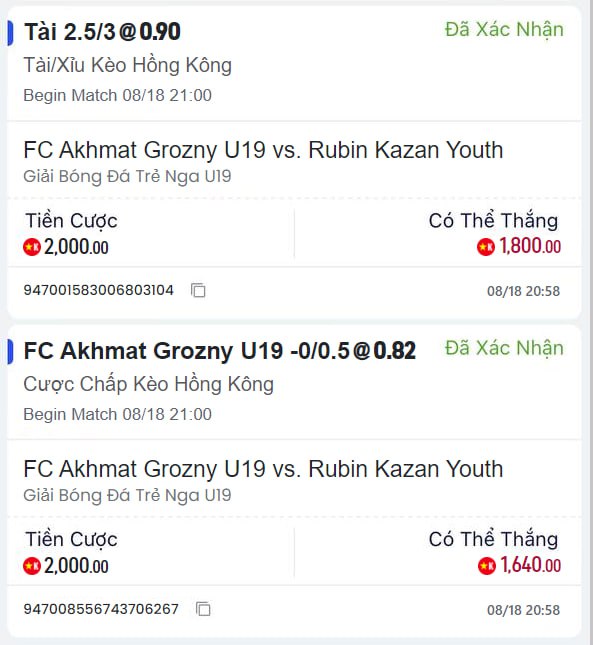 Tài 2.5/3@0.90
Đã Xác Nhận
Tài/Xỉu Kèo Hồng Kông
Begin Match 08/18 21:00
FC Akhmat Grozny U19 vs. Rubin Kazan Youth
Giải Bóng Đá Trẻ Nga U19
Tiền Cược
Có Thể Thắng
K 2,000.00
K 1,800.00
947001583006803104
08/18 20:58
FC Akhmat Grozny U19 -0/0.5@0.82
Đã Xác Nhận
Cược Chấp Kèo Hồng Kông
Begin Match 08/18 21:00
FC Akhmat Grozny U19 vs. Rubin Kazan Youth
Giải Bóng Đá Trẻ Nga U19
Tiền Cược
Có Thể Thắng
K 2,000.00
K 1,640.00
947008556743706267
08/18 20:58